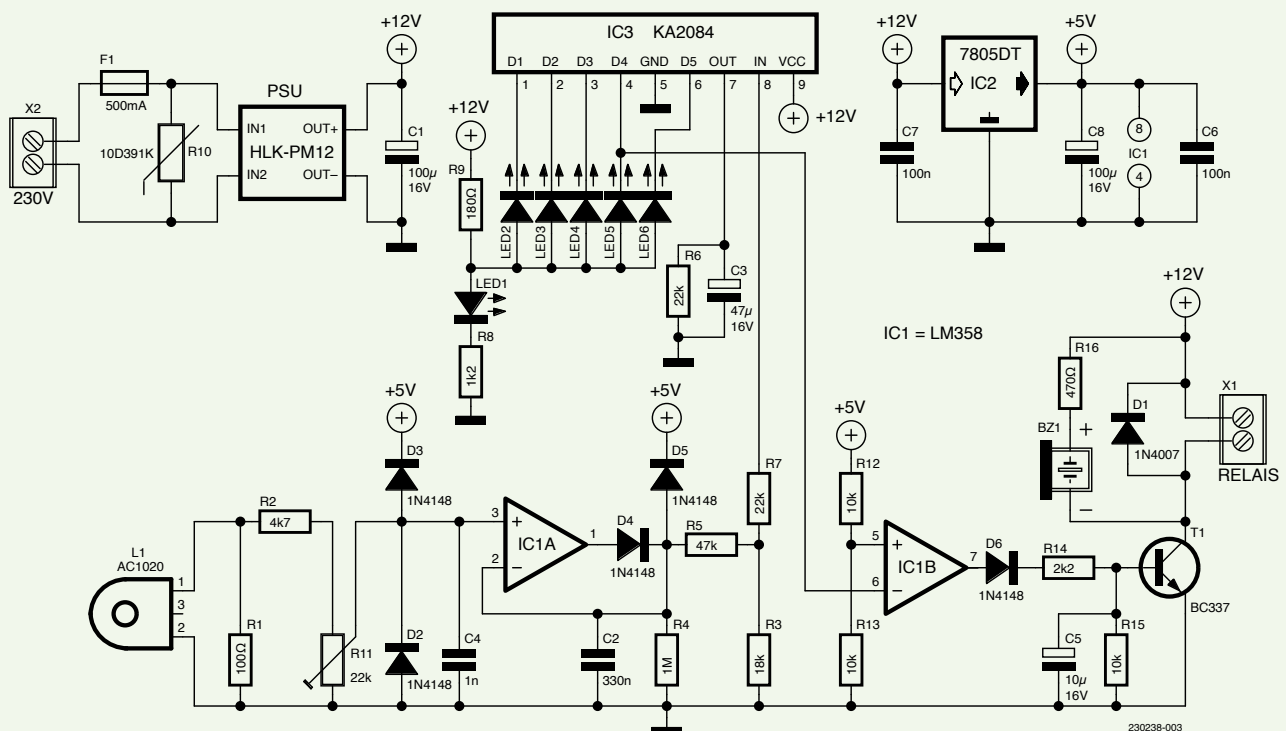 +12V
IC3 KA2084
D1 D2 D3 D4 GND D5 OUT IN VCC
1 2 3 4 5 6 7 8 9
+12V
7805DT
IC2
+5V
F1
500mA
X2
230V
10D391K
R10
PSU
HLK-PM12
IN1
IN2
OUT+
OUT–
C1
100µ
16V
+12V
R9
180Ω
+12V
C7
100n
C8
100µ
16V
8
IC1
4
C6
100n
LED2
LED3
LED4
LED5
LED6
LED1
R8
1k2
R6
22k
C3
47µ
16V
IC1 = LM358
+12V
R16
470Ω
BZ1
+
–
D1
1N4007
X1
RELAIS
+5V
D3
1N4148
+5V
D5
1N4148
R7
22k
+5V
R12
10k
R2
4k7
L1
AC1020
1
3
2
R1
100Ω
R11
22k
D2
1N4148
C4
1n
3
+
2
–
IC1A
1
D4
1N4148
R5
47k
C2
330n
R4
1M
R3
18k
R13
10k
5
+
6
–
IC1B
7
D6
1N4148
R14
2k2
T1
BC337
C5
10µ
16V
R15
10k
230238-003